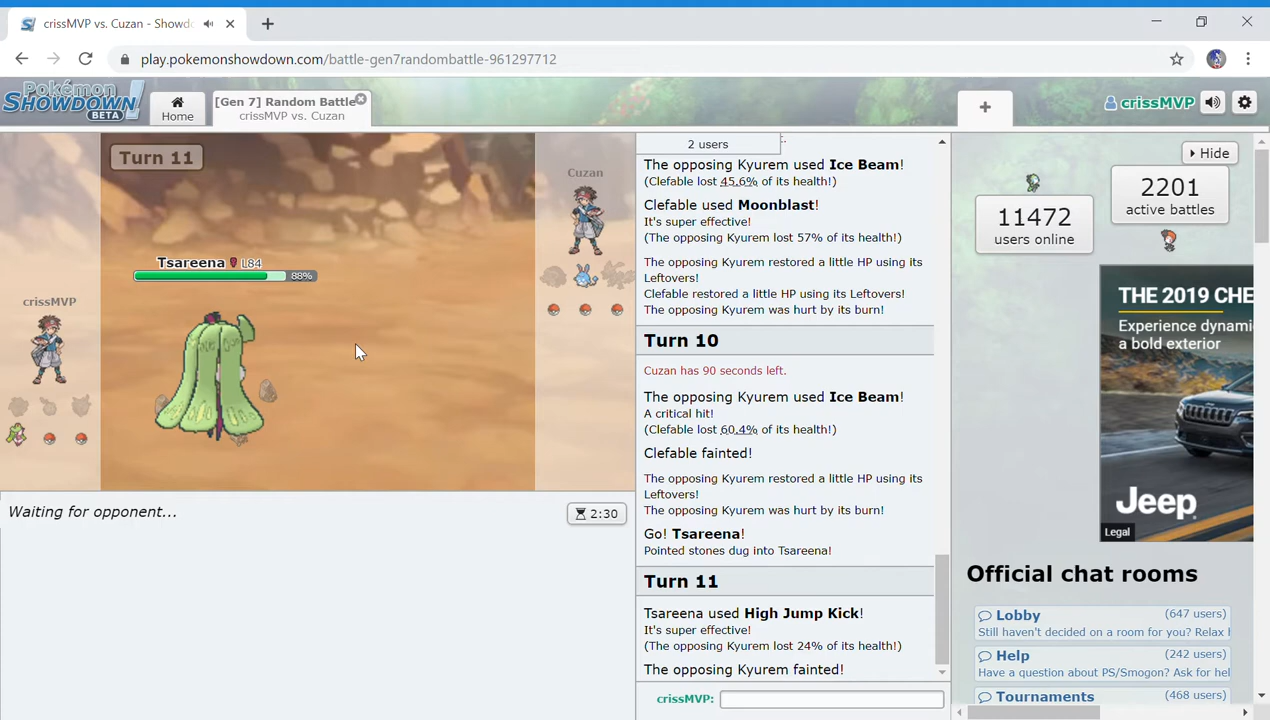 crissMVP vs. Cuzan - Showdo
play.pokemonshowdown.com/battle-gen7randombattle-961297712
Pokémon
SHOWDOWN!
BETA
Home
[Gen 7] Random Battle
crissMVP vs. Cuzan
+
crissMVP
Turn 11
Tsareena L84
88%
crissMVP
Cuzan
Waiting for opponent...
2:30
2 users
The opposing Kyurem used Ice Beam!
(Clefable lost 45.6% of its health!)
Clefable used Moonblast!
It's super effective!
(The opposing Kyurem lost 57% of its health!)
The opposing Kyurem restored a little HP using its
Leftovers!
Clefable restored a little HP using its Leftovers!
The opposing Kyurem was hurt by its burn!
Turn 10
Cuzan has 90 seconds left.
The opposing Kyurem used Ice Beam!
A critical hit!
(Clefable lost 60.4% of its health!)
Clefable fainted!
The opposing Kyurem restored a little HP using its
Leftovers!
The opposing Kyurem was hurt by its burn!
Go! Tsareena!
Pointed stones dug into Tsareena!
Turn 11
Tsareena used High Jump Kick!
It's super effective!
(The opposing Kyurem lost 24% of its health!)
The opposing Kyurem fainted!
crissMVP:
Hide
11472
users online
2201
active battles
THE 2019 CHE
Experience dynami
a bold exterior
Jeep
Legal
Official chat rooms
Lobby (647 users)
Still haven't decided on a room for you? Relax
Help (242 users)
Have a question about PS/Smogon? Ask for hel
Tournaments (468 users)